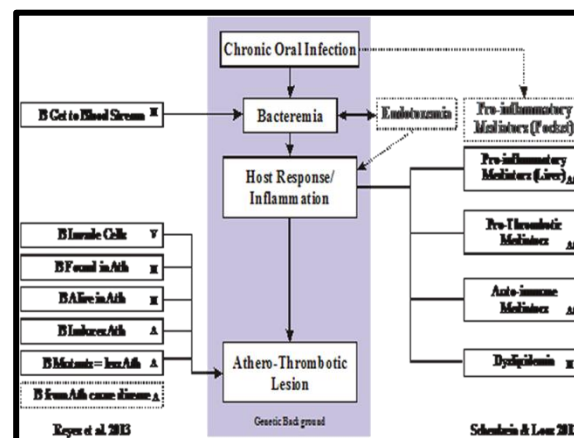 Chronic Oral Infection
B Get to Blood Stream H
Bacteremia
Endotoxemia
Pro-inflammatory
Mediators (Pocket)
Host Response/
Inflammation
Pro-inflammatory
Mediators (Liver)
Pro-Thrombotic
Mediators
Auto-immune
Mediators
Dyslipidemia
B Invade Cells V
B Found in Ath H
B Alive in Ath H
B Induces Ath A
B Mutants = less Ath A
B from Ath cause disease A
Athero-Thrombotic
Lesion
Genetic Background
Reyes et al. 2013
Schenkein & Loos